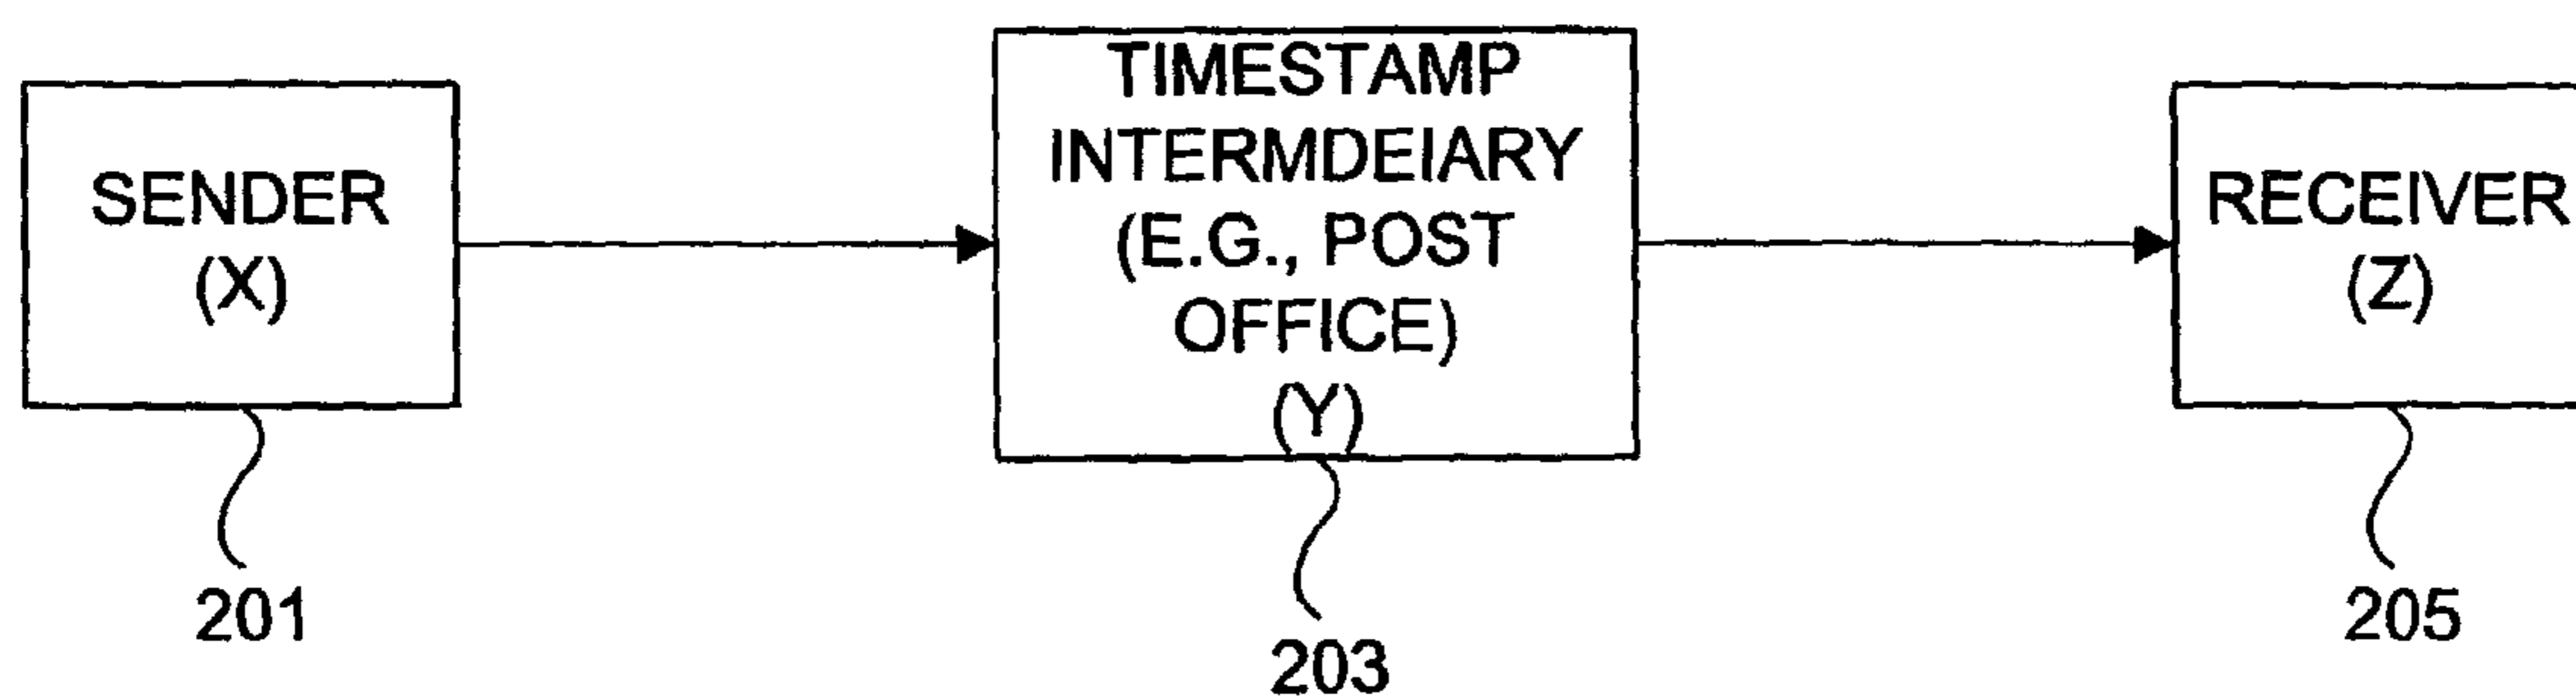 SENDER
(X)
TIMESTAMP
INTERMDEIARY
(E.G., POST
OFFICE)
(Y)
RECEIVER
(Z)
201
203
205